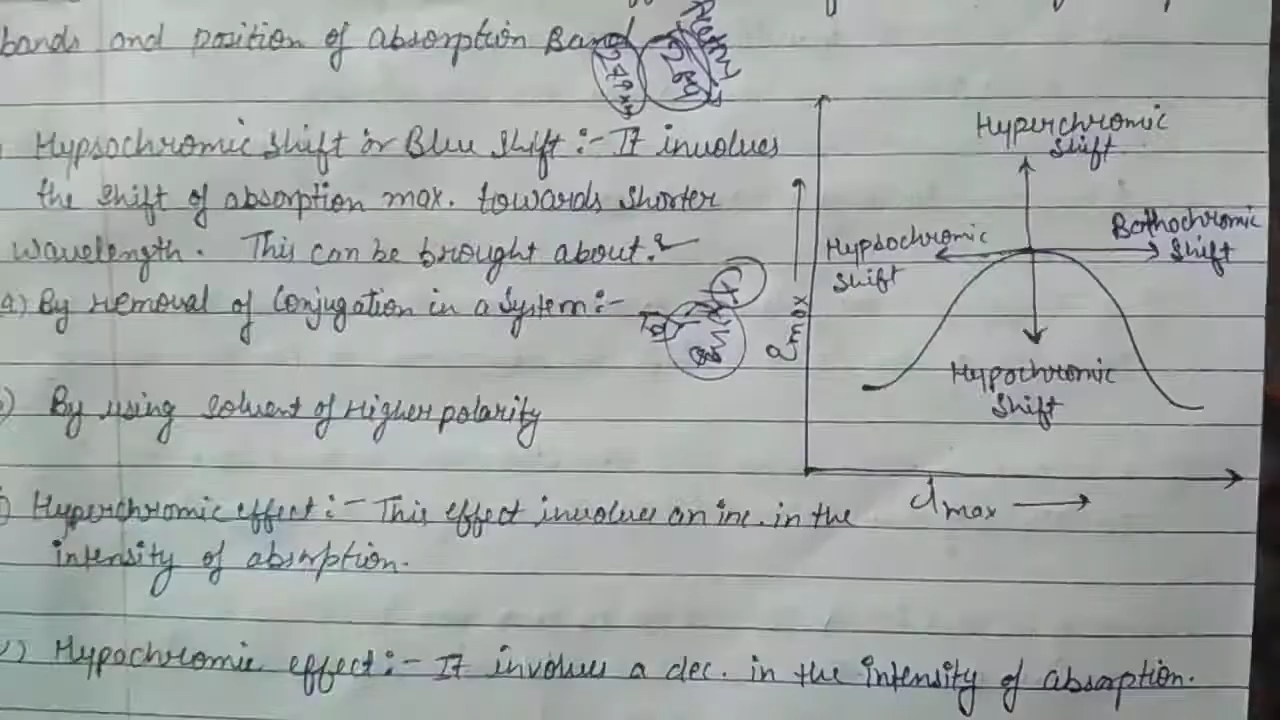 bands and position of absorption Band
Hypsochromic shift or Blue shift :- It involves
the shift of absorption max. towards shorter
wavelength. This can be brought about :-
a) By removal of Conjugation in a system :-
) By using solvent of Higher polarity
) Hyperchromic effect :- This effect involves an inc. in the
intensity of absorption.
) Hypochromic effect :- It involves a dec. in the intensity of absorption.
Hyperchromic
shift
Hypsochromic
shift
Bathochromic
shift
Hypochromic
shift
max
max